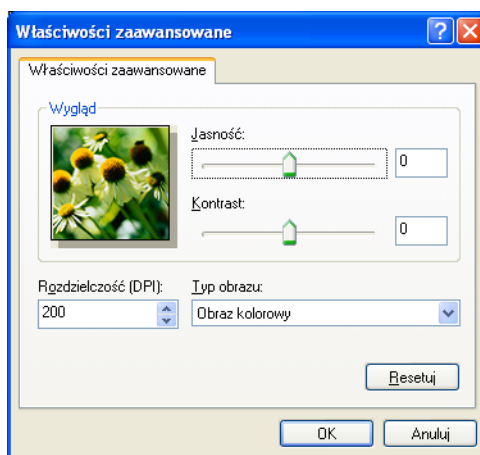 Właściwości zaawansowane
Właściwości zaawansowane
Wygląd
Jasność:
0
Kontrast:
0
Rozdzielczość (DPI):
Typ obrazu:
200
Obraz kolorowy
Resetuj
OK
Anuluj